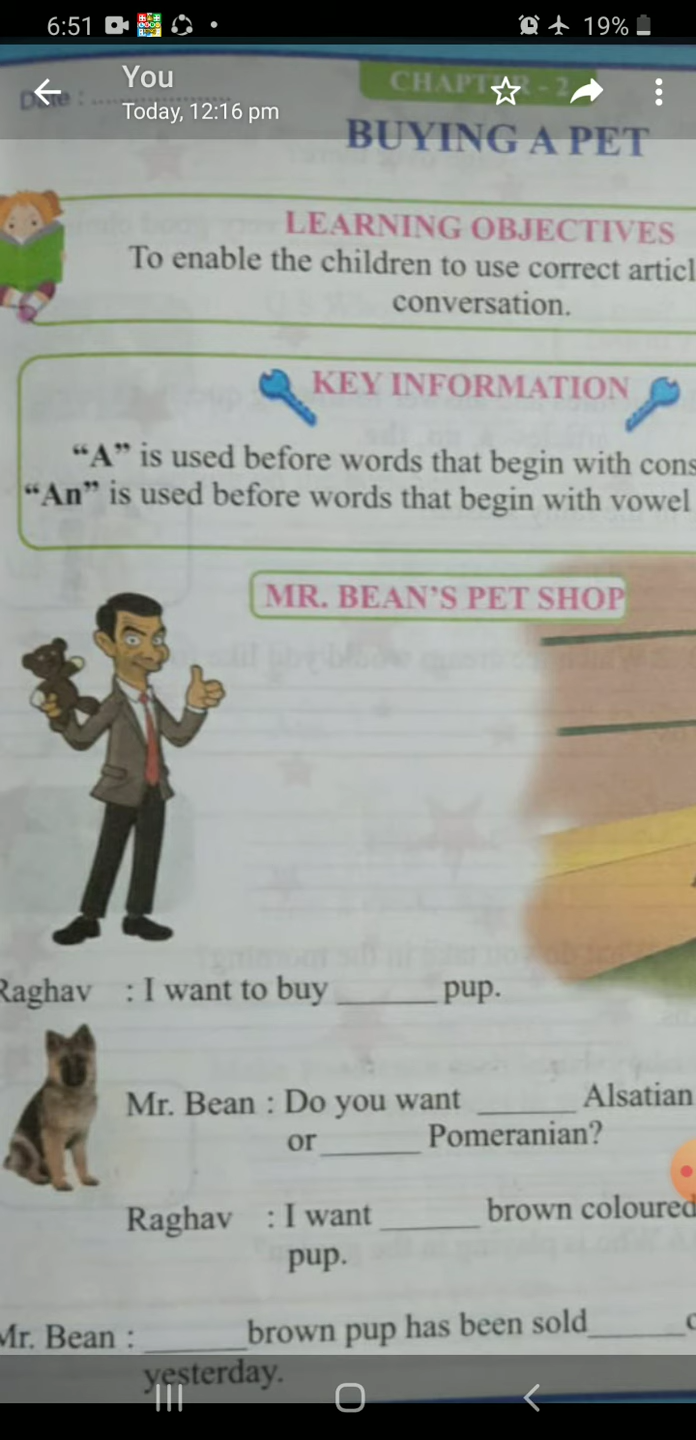 6:51
19%
You
Today, 12:16 pm
Date :
CHAPTER - 2
BUYING A PET
LEARNING OBJECTIVES
To enable the children to use correct
conversation.
KEY INFORMATION
“A” is used before words that begin with
“An” is used before words that begin with vowel
MR. BEAN’S PET SHOP
Raghav : I want to buy ______ pup.
Mr. Bean : Do you want ______ Alsatian
or ______ Pomeranian?
Raghav : I want ______ brown coloured
pup.
Mr. Bean : ______ brown pup has been sold ______
yesterday.